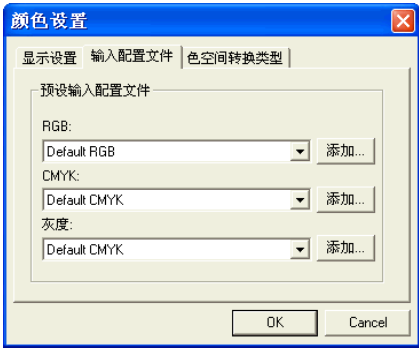 颜色设置
显示设置 输入配置文件 色空间转换类型
预设输入配置文件
RGB:
Default RGB 添加...
CMYK:
Default CMYK 添加...
灰度:
Default CMYK 添加...
OK Cancel